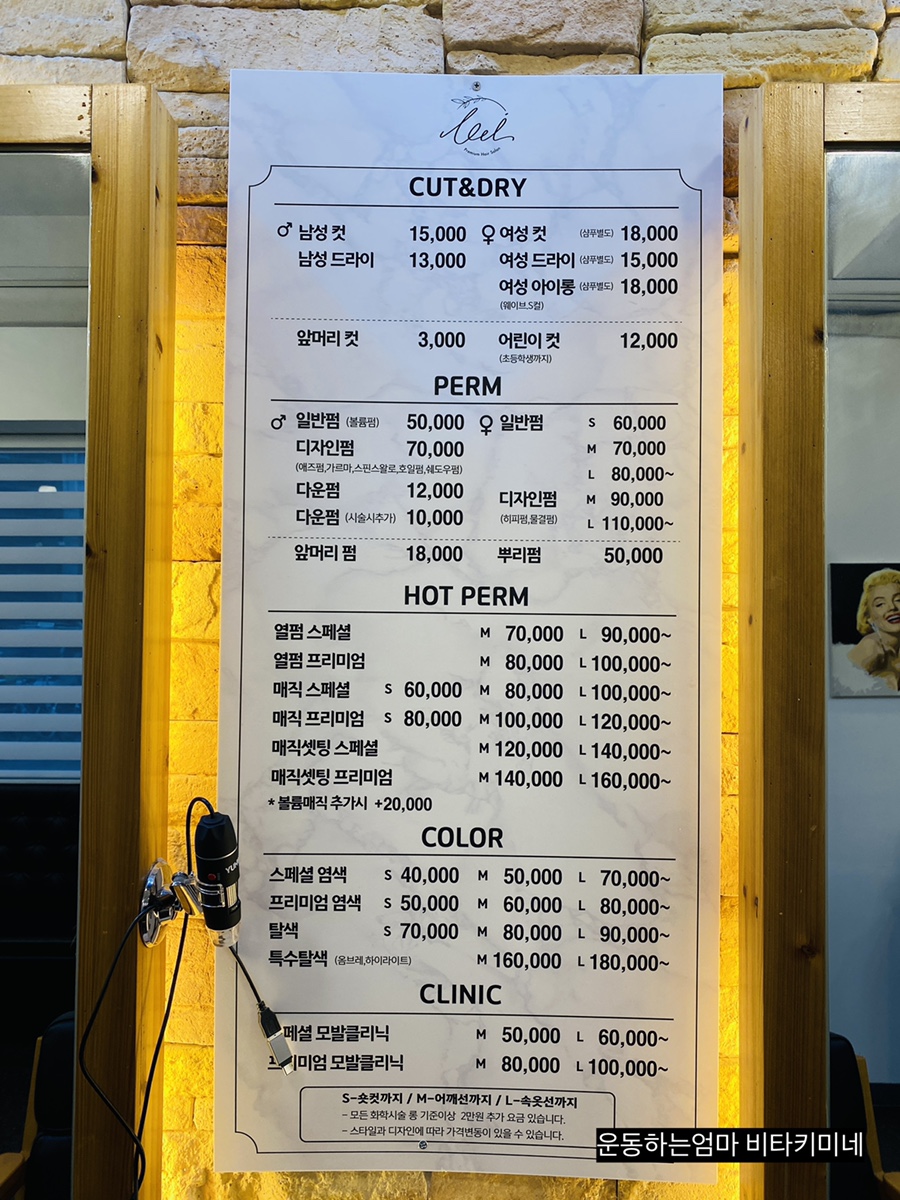 Premium Hair Salon
CUT&DRY
♂ 남성 컷 15,000 ♀ 여성 컷 (샴푸별도) 18,000
남성 드라이 13,000 여성 드라이 (샴푸별도) 15,000
여성 아이롱 (샴푸별도) 18,000
(웨이브.S컬)
앞머리 컷 3,000 어린이 컷 12,000
(초등학생까지)
PERM
♂ 일반펌 (볼륨펌) 50,000 ♀ 일반펌 S 60,000
디자인펌 70,000 M 70,000
(애즈펌,가르마,스핀스왈로,호일펌,쉐도우펌) L 80,000~
다운펌 12,000 디자인펌 M 90,000
다운펌 (시술시추가) 10,000 (히피펌,물결펌) L 110,000~
앞머리 펌 18,000 뿌리펌 50,000
HOT PERM
열펌 스페셜 M 70,000 L 90,000~
열펌 프리미엄 M 80,000 L 100,000~
매직 스페셜 S 60,000 M 80,000 L 100,000~
매직 프리미엄 S 80,000 M 100,000 L 120,000~
매직셋팅 스페셜 M 120,000 L 140,000~
매직셋팅 프리미엄 M 140,000 L 160,000~
* 볼륨매직 추가시 +20,000
COLOR
스페셜 염색 S 40,000 M 50,000 L 70,000~
프리미엄 염색 S 50,000 M 60,000 L 80,000~
탈색 S 70,000 M 80,000 L 90,000~
특수탈색 (옴브레,하이라이트) M 160,000 L 180,000~
CLINIC
페셜 모발클리닉 M 50,000 L 60,000~
프리미엄 모발클리닉 M 80,000 L 100,000~
S-숏컷까지 / M-어깨선까지 / L-속옷선까지
- 모든 화학시술 롱 기준이상 2만원 추가 요금 있습니다.
- 스타일과 디자인에 따라 가격변동이 있을 수 있습니다.
운동하는엄마 비타키미네